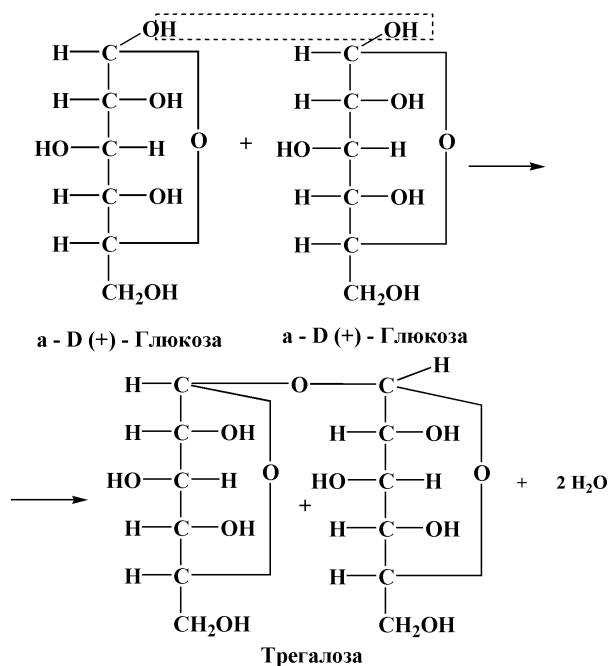 OH OH
H C H C
H C OH H C OH
HO C H O + HO C H O
H C OH H C OH
H C H C
CH₂OH CH₂OH
a - D (+) - Глюкоза a - D (+) - Глюкоза
H
H C O C
H C OH H C OH
HO C H O HO C H O + 2 H₂O
+
H C OH H C OH
H C H C
CH₂OH CH₂OH
Трегалоза